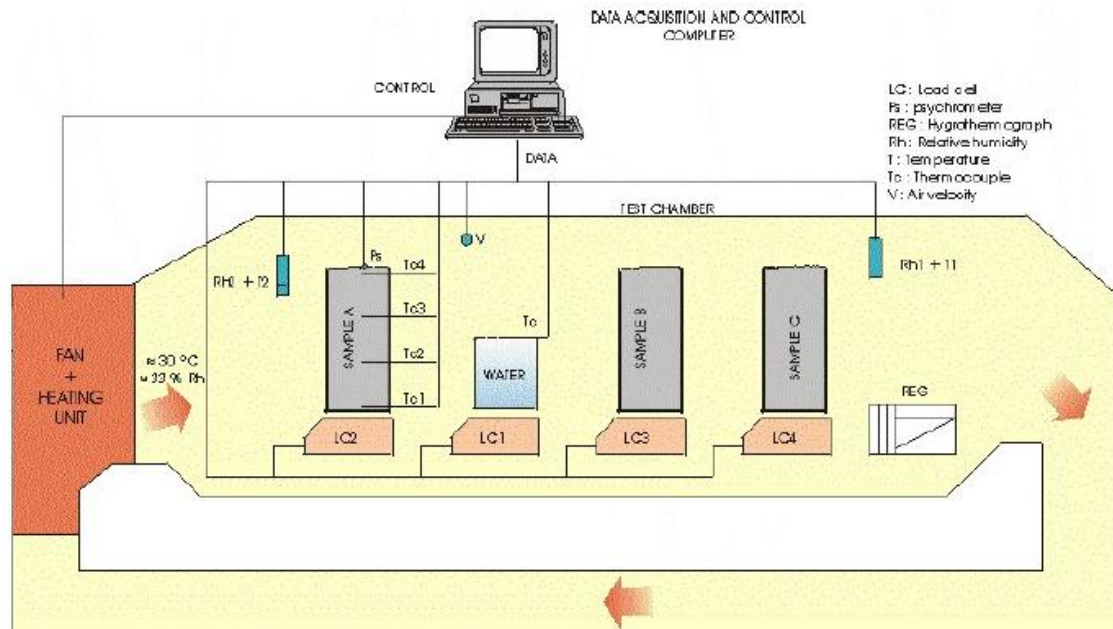 DATA ACQUISITION AND CONTROL
COMPUTER
CONTROL
DATA
LC : Load cell
Ps : psychrometer
REG : Hygrothermograph
Rh : Relative humidity
T : Temperature
Tc : Thermocouple
V : Air velocity
TEST CHAMBER
Ps
V
Tc4
Rh1 + T1
SAMPLE A
Tc3
Tc
SAMPLE B
SAMPLE C
FAN
+
HEATING
UNIT
≈ 30 °C
Tc2
WATER
Tc1
REG
LC2
LC1
LC3
LC4